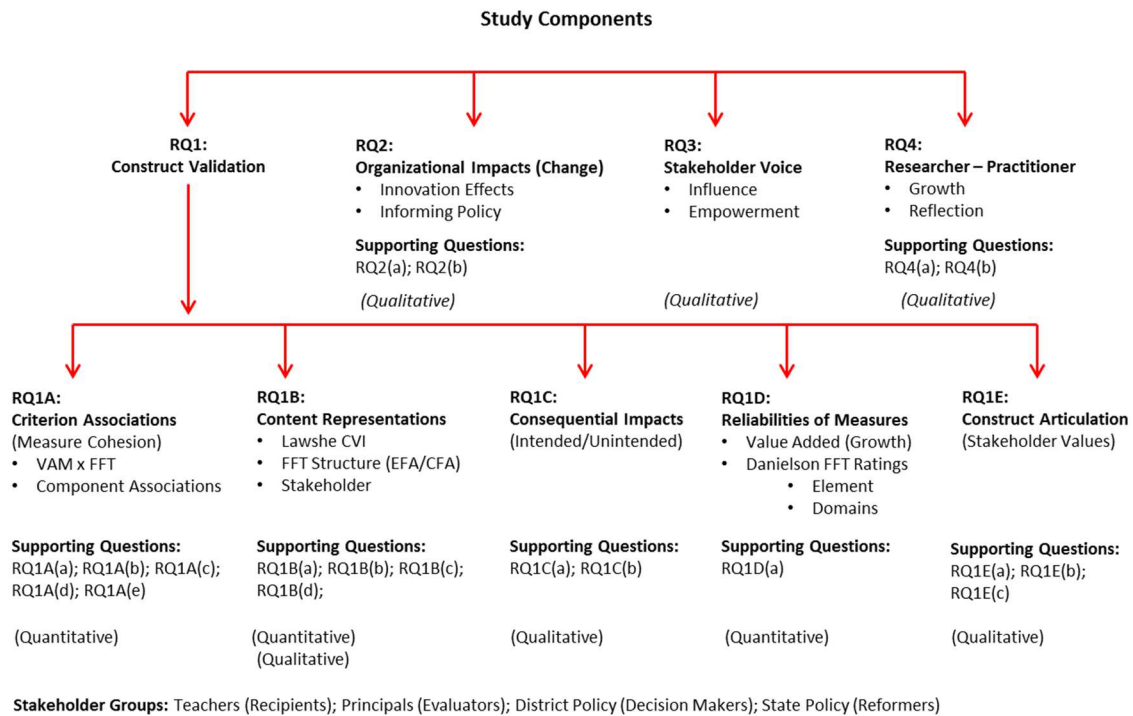 Study Components
RQ1:
Construct Validation
RQ2:
Organizational Impacts (Change)
• Innovation Effects
• Informing Policy
Supporting Questions:
RQ2(a); RQ2(b)
(Qualitative)
RQ3:
Stakeholder Voice
• Influence
• Empowerment
(Qualitative)
RQ4:
Researcher – Practitioner
• Growth
• Reflection
Supporting Questions:
RQ4(a); RQ4(b)
(Qualitative)
RQ1A:
Criterion Associations
(Measure Cohesion)
• VAM x FFT
• Component Associations
Supporting Questions:
RQ1A(a); RQ1A(b); RQ1A(c);
RQ1A(d); RQ1A(e)
(Quantitative)
RQ1B:
Content Representations
• Lawshe CVI
• FFT Structure (EFA/CFA)
• Stakeholder
Supporting Questions:
RQ1B(a); RQ1B(b); RQ1B(c);
RQ1B(d);
(Quantitative)
(Qualitative)
RQ1C:
Consequential Impacts
(Intended/Unintended)
Supporting Questions:
RQ1C(a); RQ1C(b)
(Qualitative)
RQ1D:
Reliabilities of Measures
• Value Added (Growth)
• Danielson FFT Ratings
• Element
• Domains
Supporting Questions:
RQ1D(a)
(Quantitative)
RQ1E:
Construct Articulation
(Stakeholder Values)
Supporting Questions:
RQ1E(a); RQ1E(b);
RQ1E(c)
(Qualitative)
Stakeholder Groups: Teachers (Recipients); Principals (Evaluators); District Policy (Decision Makers); State Policy (Reformers)